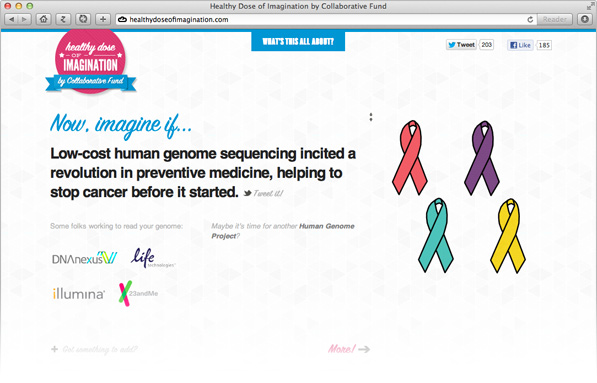 Healthy Dose of Imagination by Collaborative Fund
healthydoseofimagination.com
Reader
healthy dose
OF
IMAGINATION
by Collaborative Fund
WHAT'S THIS ALL ABOUT?
Tweet 203
Like 185
Now, imagine if...
Low-cost human genome sequencing incited a
revolution in preventive medicine, helping to
stop cancer before it started. Tweet it!
Some folks working to read your genome:
Maybe it's time for another Human Genome
Project?
DNAnexus
life
technologies
illumina
23andMe
+ Got something to add?
More!